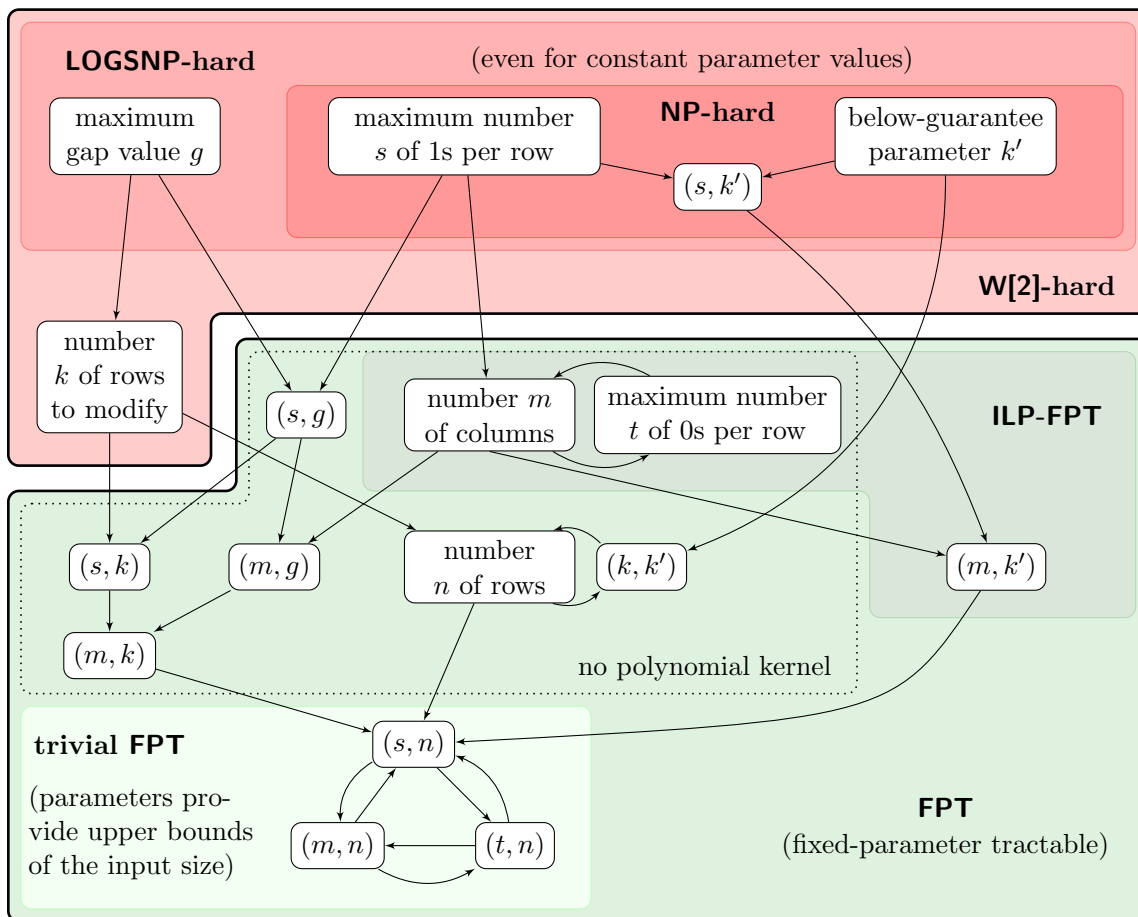 LOGSNP-hard
(even for constant parameter values)
NP-hard
maximum
gap value g
maximum number
s of 1s per row
below-guarantee
parameter k′
(s, k′)
W[2]-hard
number
k of rows
to modify
(s, g)
number m
of columns
maximum number
t of 0s per row
ILP-FPT
(s, k)
(m, g)
number
n of rows
(k, k′)
(m, k′)
(m, k)
no polynomial kernel
trivial FPT
(s, n)
(parameters pro-
vide upper bounds
of the input size)
(m, n)
(t, n)
FPT
(fixed-parameter tractable)